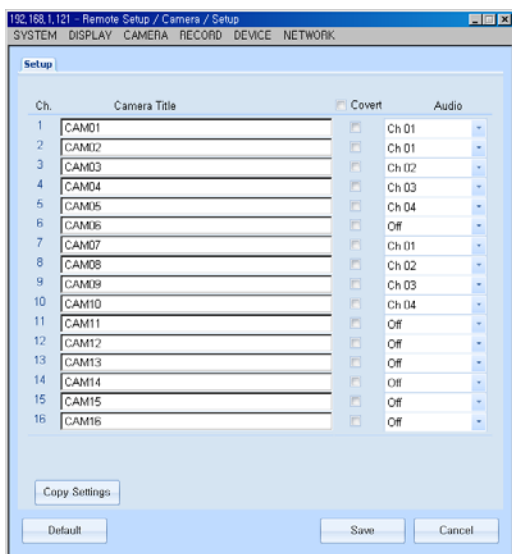 192,168,1,121 - Remote Setup / Camera / Setup
SYSTEM DISPLAY CAMERA RECORD DEVICE NETWORK
Setup
Ch. Camera Title Covert Audio
1 CAM01 Ch 01
2 CAM02 Ch 01
3 CAM03 Ch 02
4 CAM04 Ch 03
5 CAM05 Ch 04
6 CAM06 Off
7 CAM07 Ch 01
8 CAM08 Ch 02
9 CAM09 Ch 03
10 CAM10 Ch 04
11 CAM11 Off
12 CAM12 Off
13 CAM13 Off
14 CAM14 Off
15 CAM15 Off
16 CAM16 Off
Copy Settings
Default Save Cancel